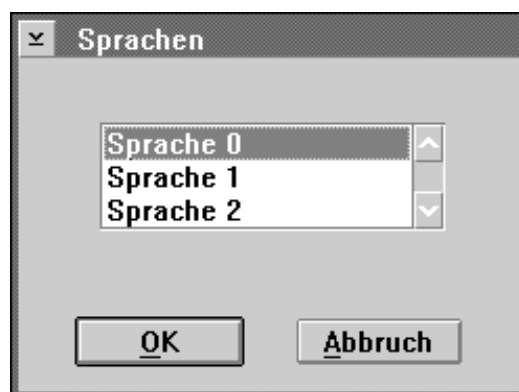 Sprachen
Sprache 0
Sprache 1
Sprache 2
OK
Abbruch